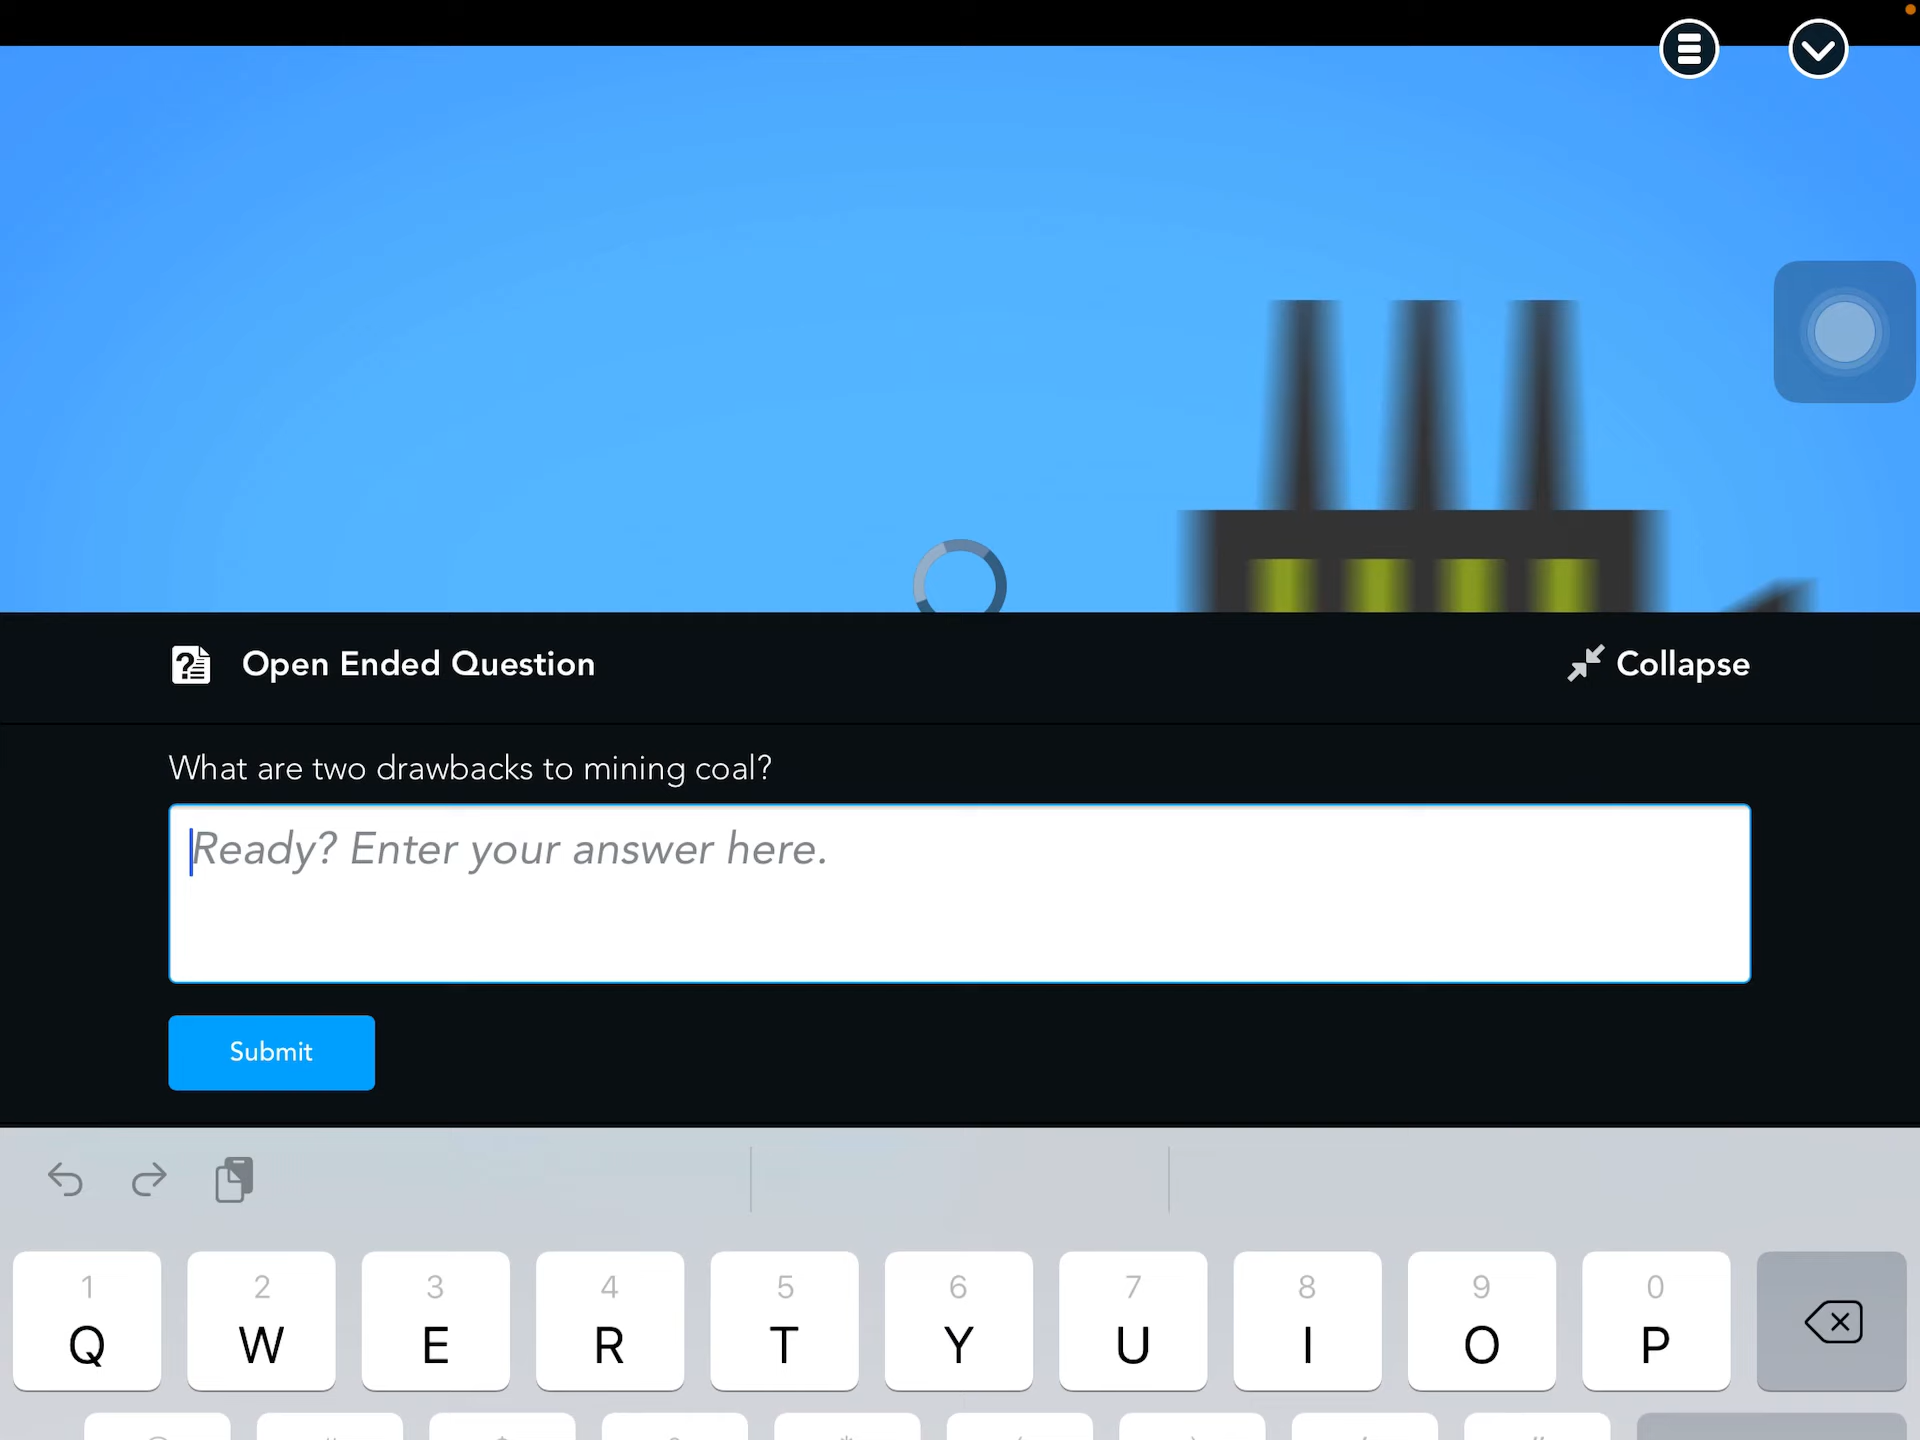 Open Ended Question
Collapse
What are two drawbacks to mining coal?
Ready? Enter your answer here.
Submit
1 2 3 4 5 6 7 8 9 0
Q W E R T Y U I O P